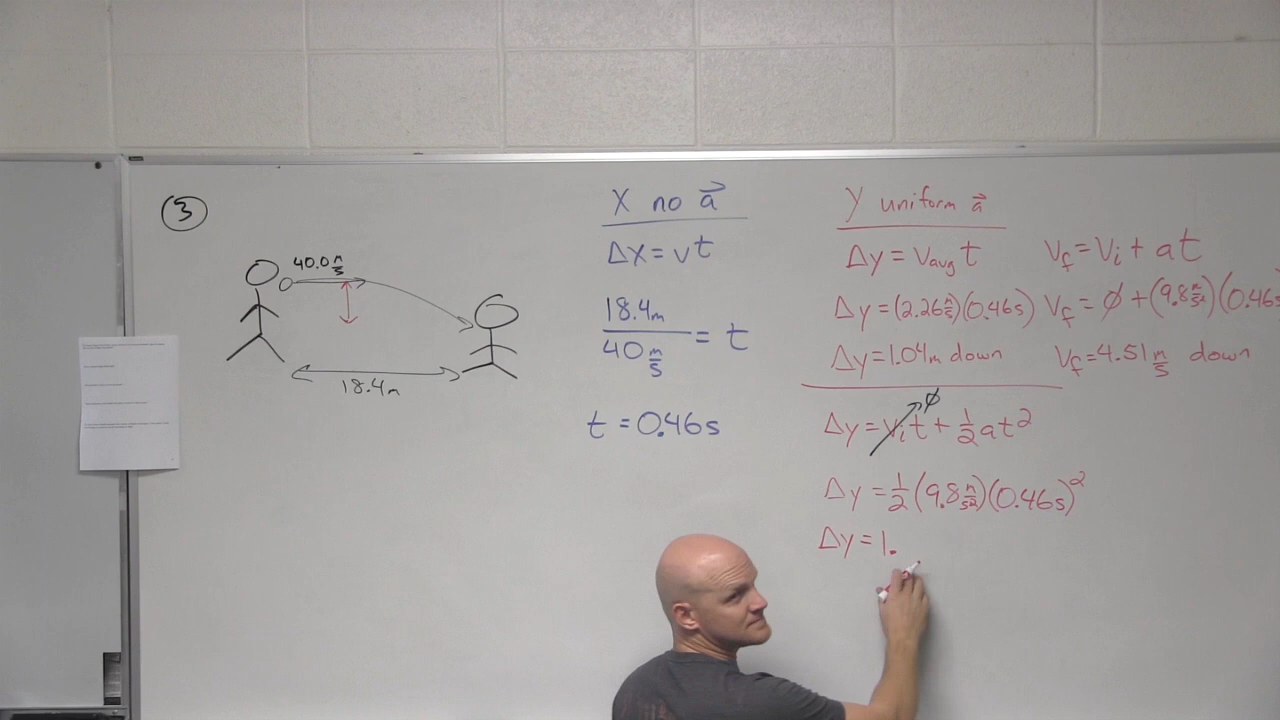 3
40.0 m/s
18.4m
X no a⃗
Δx = vt
18.4m / 40 m/s = t
t = 0.46s
Y uniform a⃗
Δy = Vavg t
Δy = (2.26 m/s)(0.46s)
Δy = 1.04m down
Vf = Vi + at
Vf = ∅ + (9.8 m/s²)(0.46s
Vf = 4.51 m/s down
Δy = Vit + ½at²
∅
Δy = ½(9.8 m/s²)(0.46s)²
Δy = 1.